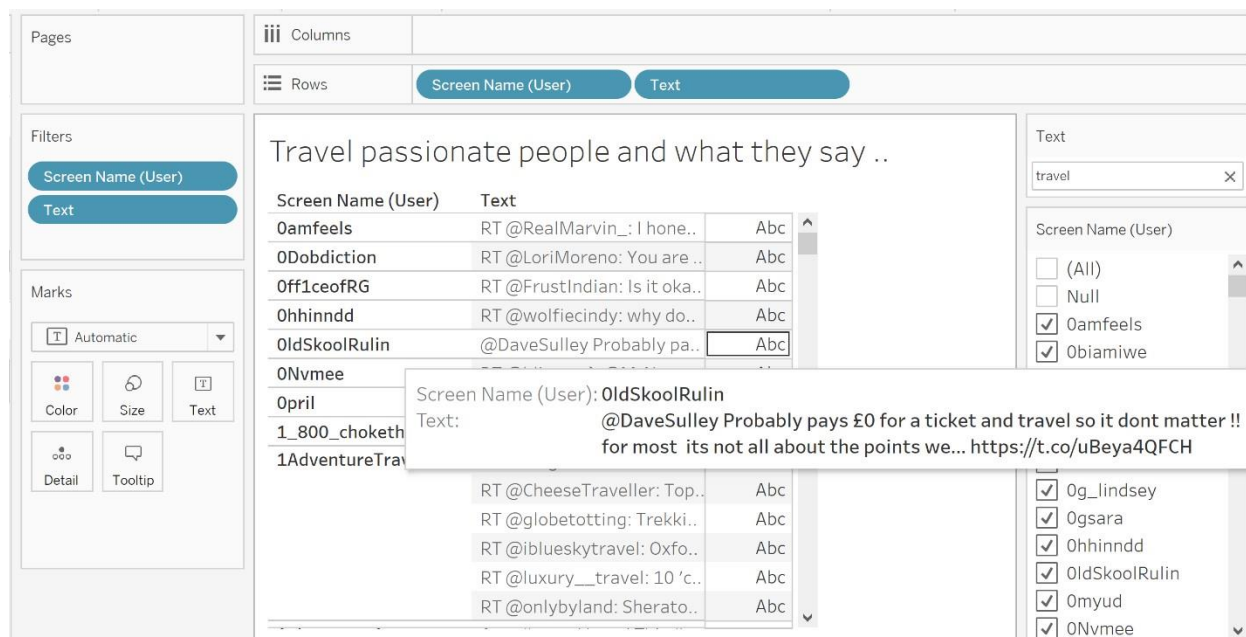 Pages
Columns
Rows
Screen Name (User)
Text
Filters
Screen Name (User)
Text
Marks
T Automatic
Color
Size
Text
Detail
Tooltip
Travel passionate people and what they say ..
Screen Name (User) Text
0amfeels RT @RealMarvin_: I hone.. Abc
0Dobdiction RT @LoriMoreno: You are .. Abc
0ff1ceofRG RT @FrustIndian: Is it oka.. Abc
0hhinndd RT @wolfiecindy: why do.. Abc
0ldSkoolRulin @DaveSulley Probably pa.. Abc
0Nvmee
0pril
1_800_choketh
1AdventureTrav
Screen Name (User): 0ldSkoolRulin
Text: @DaveSulley Probably pays £0 for a ticket and travel so it dont matter !!
for most its not all about the points we... https://t.co/uBeya4QFCH
RT @CheeseTraveller: Top.. Abc
RT @globetotting: Trekki.. Abc
RT @iblueskytravel: Oxfo.. Abc
RT @luxury__travel: 10 'c.. Abc
RT @onlybyland: Sherato.. Abc
Text
travel
Screen Name (User)
(All)
Null
0amfeels
0biamiwe
0g_lindsey
0gsara
0hhinndd
0ldSkoolRulin
0myud
0Nvmee